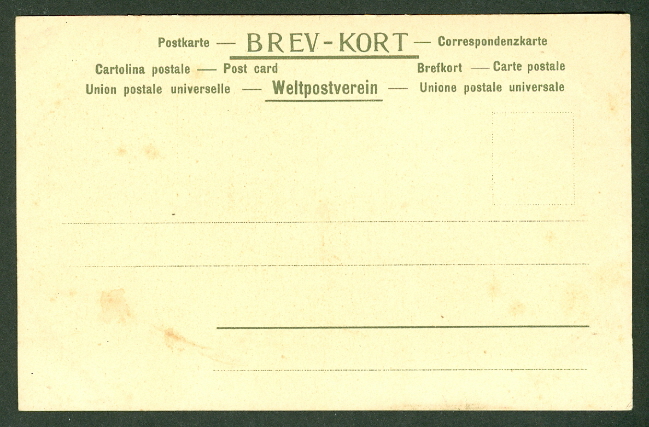 Postkarte — BREV-KORT — Correspondenzkarte
Cartolina postale — Post card Brefkort — Carte postale
Union postale universelle — Weltpostverein — Unione postale universale